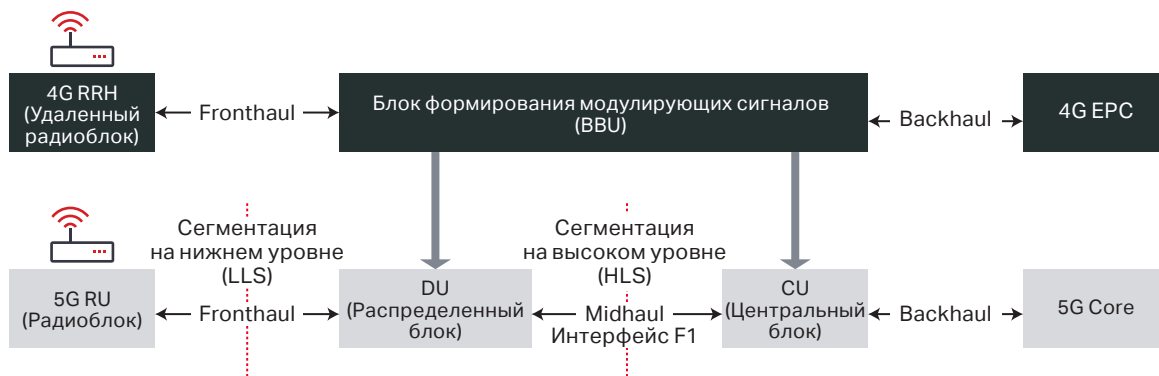 4G RRH
(Удаленный
радиоблок)
Fronthaul
Блок формирования модулирующих сигналов
(BBU)
Backhaul
4G EPC
Сегментация
на нижнем уровне
(LLS)
Сегментация
на высоком уровне
(HLS)
5G RU
(Радиоблок)
Fronthaul
DU
(Распределенный
блок)
Midhaul
Интерфейс F1
CU
(Центральный
блок)
Backhaul
5G Core